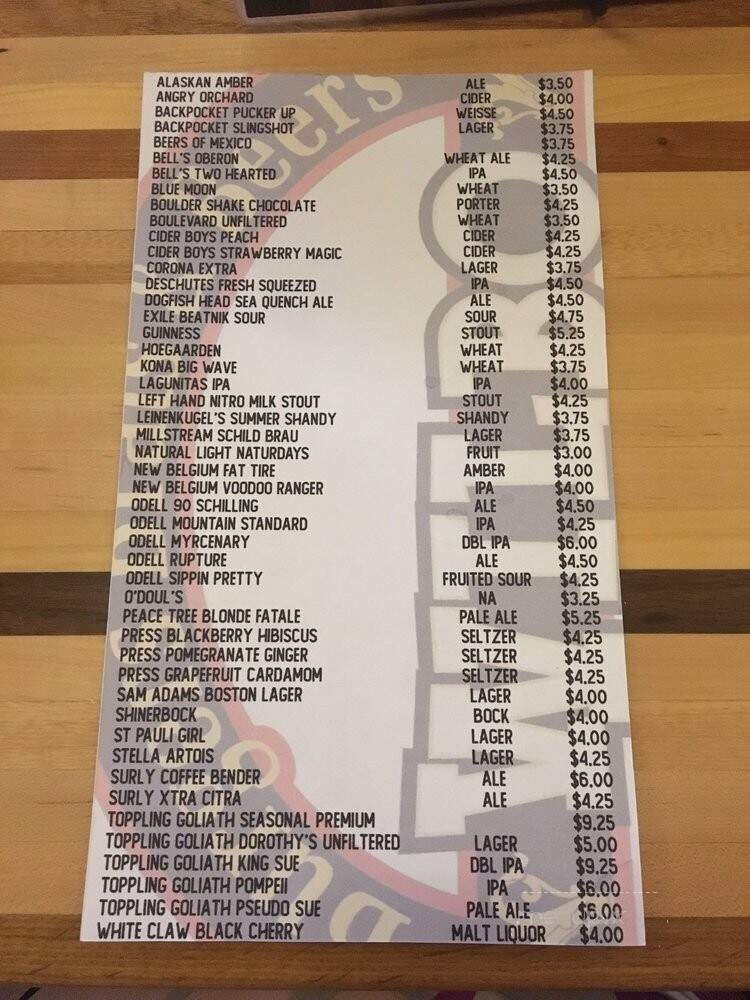 ALASKAN AMBER ALE $3.50
ANGRY ORCHARD CIDER $4.00
BACKPOCKET PUCKER UP WEISSE $4.50
BACKPOCKET SLINGSHOT LAGER $3.75
BEERS OF MEXICO $3.75
BELL'S OBERON WHEAT ALE $4.25
BELL'S TWO HEARTED IPA $4.50
BLUE MOON WHEAT $3.50
BOULDER SHAKE CHOCOLATE PORTER $4.25
BOULEVARD UNFILTERED WHEAT $3.50
CIDER BOYS PEACH CIDER $4.25
CIDER BOYS STRAWBERRY MAGIC CIDER $4.25
CORONA EXTRA LAGER $3.75
DESCHUTES FRESH SQUEEZED IPA $4.50
DOGFISH HEAD SEA QUENCH ALE ALE $4.50
EXILE BEATNIK SOUR SOUR $4.75
GUINNESS STOUT $5.25
HOEGAARDEN WHEAT $4.25
KONA BIG WAVE WHEAT $3.75
LAGUNITAS IPA IPA $4.00
LEFT HAND NITRO MILK STOUT STOUT $4.25
LEINENKUGEL'S SUMMER SHANDY SHANDY $3.75
MILLSTREAM SCHILD BRAU LAGER $3.75
NATURAL LIGHT NATURDAYS FRUIT $3.00
NEW BELGIUM FAT TIRE AMBER $4.00
NEW BELGIUM VOODOO RANGER IPA $4.00
ODELL 90 SCHILLING ALE $4.50
ODELL MOUNTAIN STANDARD IPA $4.25
ODELL MYRCENARY DBL IPA $6.00
ODELL RUPTURE ALE $4.50
ODELL SIPPIN PRETTY FRUITED SOUR $4.25
O'DOUL'S NA $3.25
PEACE TREE BLONDE FATALE PALE ALE $5.25
PRESS BLACKBERRY HIBISCUS SELTZER $4.25
PRESS POMEGRANATE GINGER SELTZER $4.25
PRESS GRAPEFRUIT CARDAMOM SELTZER $4.25
SAM ADAMS BOSTON LAGER LAGER $4.00
SHINERBOCK BOCK $4.00
ST PAULI GIRL LAGER $4.00
STELLA ARTOIS LAGER $4.25
SURLY COFFEE BENDER ALE $6.00
SURLY XTRA CITRA ALE $4.25
TOPPLING GOLIATH SEASONAL PREMIUM $9.25
TOPPLING GOLIATH DOROTHY'S UNFILTERED LAGER $5.00
TOPPLING GOLIATH KING SUE DBL IPA $9.25
TOPPLING GOLIATH POMPEII IPA $6.00
TOPPLING GOLIATH PSEUDO SUE PALE ALE $6.00
WHITE CLAW BLACK CHERRY MALT LIQUOR $4.00